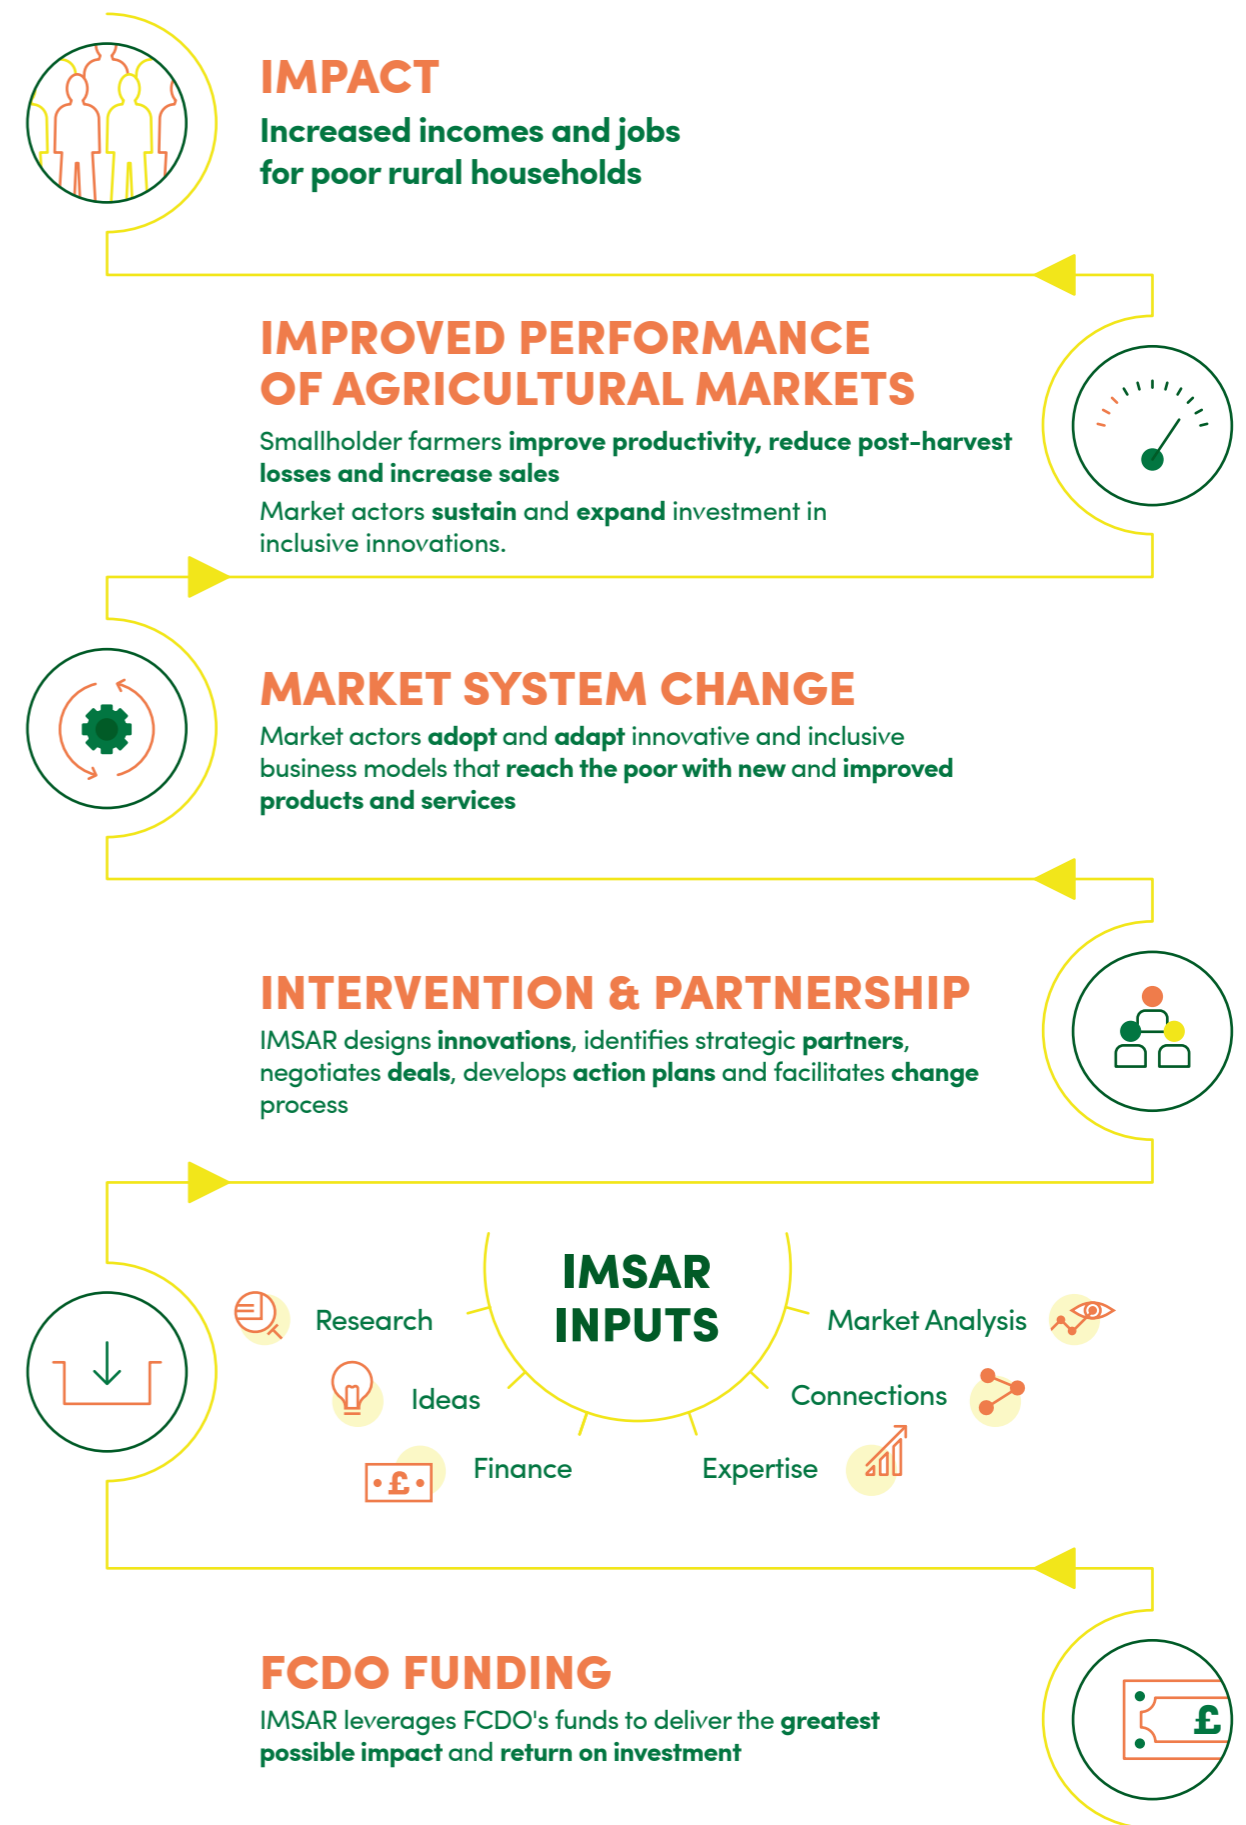 IMPACT
Increased incomes and jobs
for poor rural households
IMPROVED PERFORMANCE
OF AGRICULTURAL MARKETS
Smallholder farmers improve productivity, reduce post-harvest
losses and increase sales
Market actors sustain and expand investment in
inclusive innovations.
MARKET SYSTEM CHANGE
Market actors adopt and adapt innovative and inclusive
business models that reach the poor with new and improved
products and services
INTERVENTION & PARTNERSHIP
IMSAR designs innovations, identifies strategic partners,
negotiates deals, develops action plans and facilitates change
process
IMSAR
INPUTS
Research
Ideas
Finance
£
Market Analysis
Connections
Expertise
FCDO FUNDING
IMSAR leverages FCDO's funds to deliver the greatest
possible impact and return on investment
£